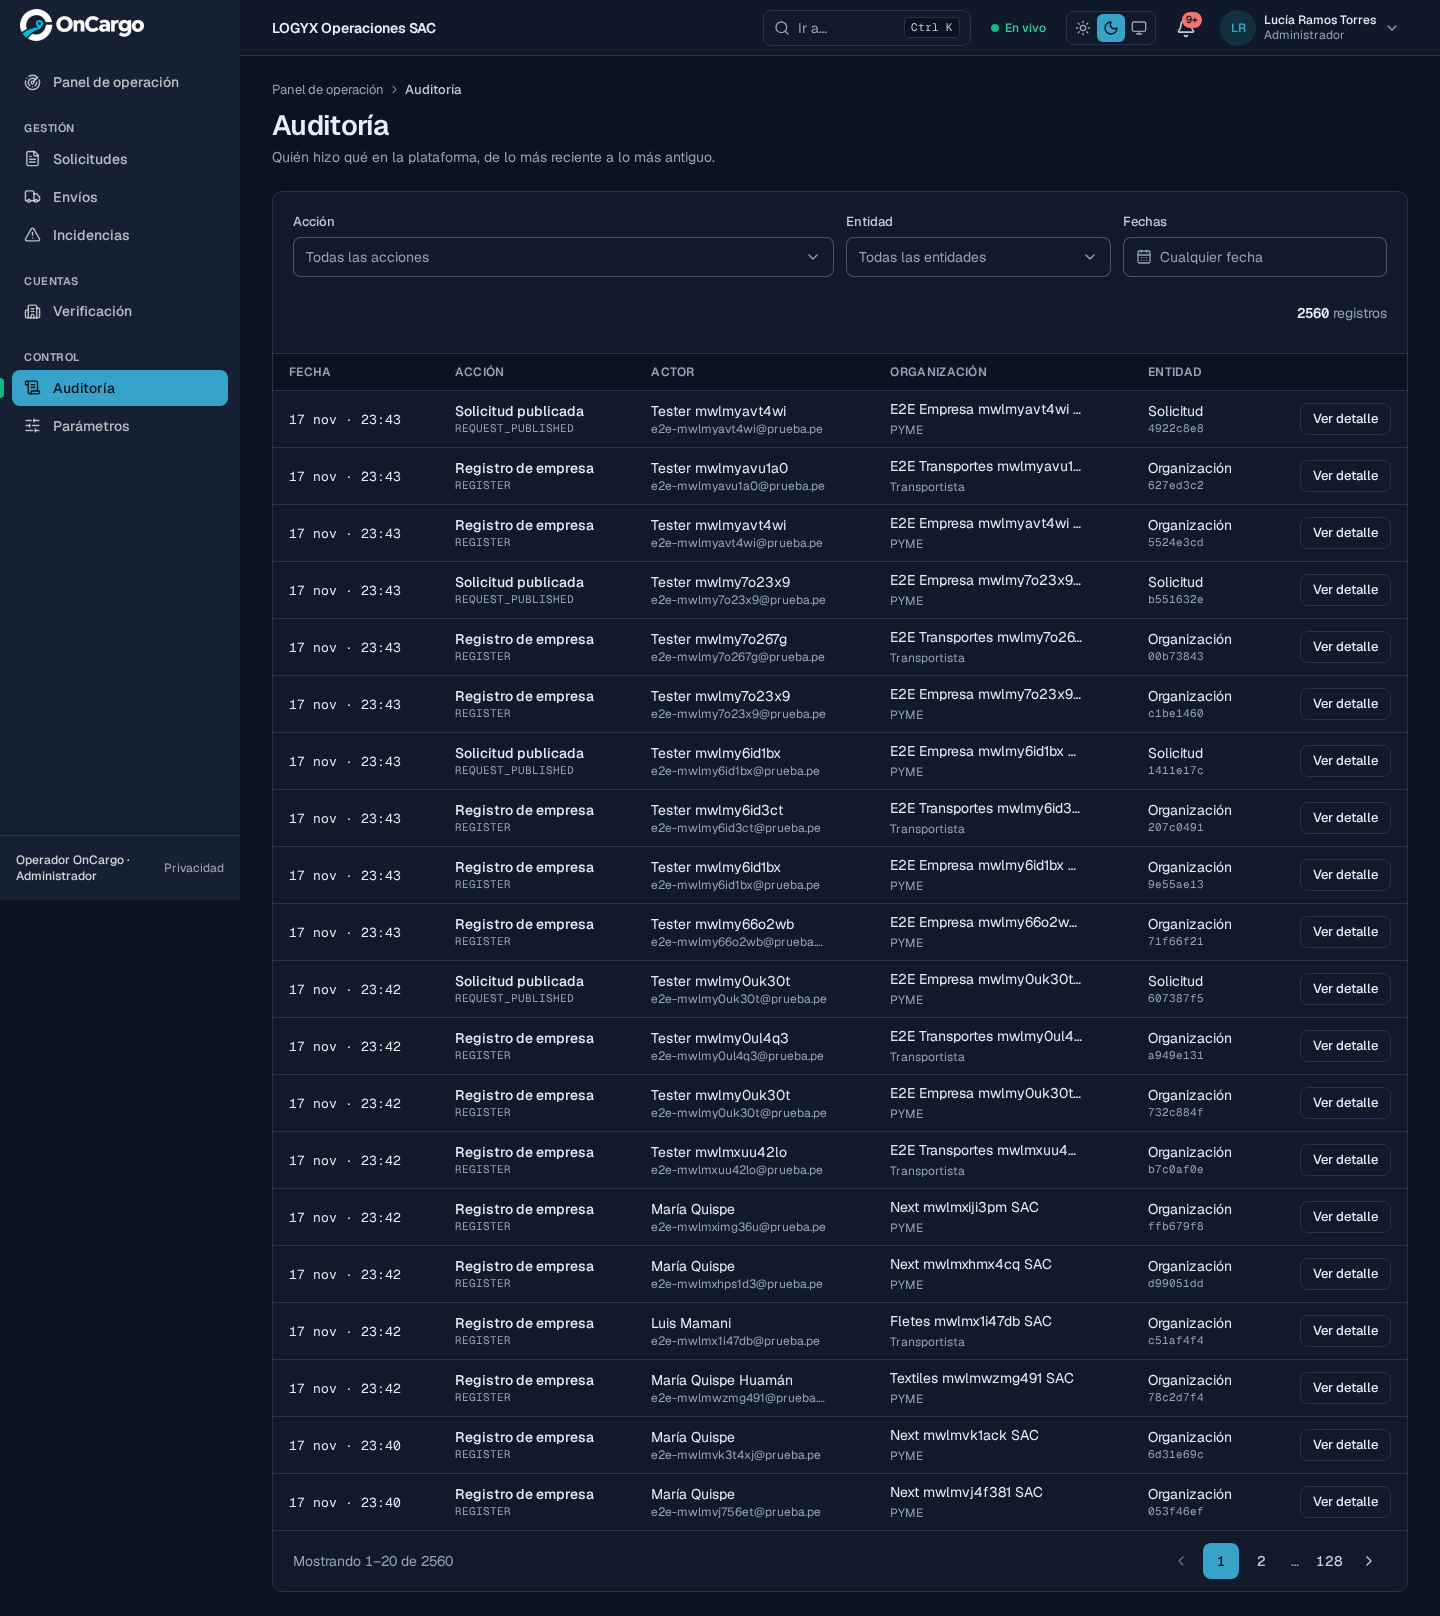 OnCargo
LOGYX Operaciones SAC
Ir a...
Ctrl K
En vivo
9+
LR
Lucía Ramos Torres
Administrador
Panel de operación
GESTIÓN
Solicitudes
Envíos
Incidencias
CUENTAS
Verificación
CONTROL
Auditoría
Parámetros
Operador OnCargo ·
Administrador
Privacidad
Panel de operación > Auditoría
Auditoría
Quién hizo qué en la plataforma, de lo más reciente a lo más antiguo.
Acción
Entidad
Fechas
Todas las acciones
Todas las entidades
Cualquier fecha
2560 registros
FECHA ACCIÓN ACTOR ORGANIZACIÓN ENTIDAD
17 nov · 23:43 Solicitud publicada Tester mwlmyavt4wi E2E Empresa mwlmyavt4wi ... Solicitud Ver detalle
REQUEST_PUBLISHED e2e-mwlmyavt4wi@prueba.pe PYME 4922c8e8
17 nov · 23:43 Registro de empresa Tester mwlmyavu1a0 E2E Transportes mwlmyavu1... Organización Ver detalle
REGISTER e2e-mwlmyavu1a0@prueba.pe Transportista 627ed3c2
17 nov · 23:43 Registro de empresa Tester mwlmyavt4wi E2E Empresa mwlmyavt4wi ... Organización Ver detalle
REGISTER e2e-mwlmyavt4wi@prueba.pe PYME 5524e3cd
17 nov · 23:43 Solicitud publicada Tester mwlmy7o23x9 E2E Empresa mwlmy7o23x9... Solicitud Ver detalle
REQUEST_PUBLISHED e2e-mwlmy7o23x9@prueba.pe PYME b551632e
17 nov · 23:43 Registro de empresa Tester mwlmy7o267g E2E Transportes mwlmy7o26... Organización Ver detalle
REGISTER e2e-mwlmy7o267g@prueba.pe Transportista 00b73843
17 nov · 23:43 Registro de empresa Tester mwlmy7o23x9 E2E Empresa mwlmy7o23x9... Organización Ver detalle
REGISTER e2e-mwlmy7o23x9@prueba.pe PYME c1be1460
17 nov · 23:43 Solicitud publicada Tester mwlmy6id1bx E2E Empresa mwlmy6id1bx ... Solicitud Ver detalle
REQUEST_PUBLISHED e2e-mwlmy6id1bx@prueba.pe PYME 1411e17c
17 nov · 23:43 Registro de empresa Tester mwlmy6id3ct E2E Transportes mwlmy6id3... Organización Ver detalle
REGISTER e2e-mwlmy6id3ct@prueba.pe Transportista 207c0491
17 nov · 23:43 Registro de empresa Tester mwlmy6id1bx E2E Empresa mwlmy6id1bx ... Organización Ver detalle
REGISTER e2e-mwlmy6id1bx@prueba.pe PYME 9e55ae13
17 nov · 23:43 Registro de empresa Tester mwlmy66o2wb E2E Empresa mwlmy66o2w... Organización Ver detalle
REGISTER e2e-mwlmy66o2wb@prueba.... PYME 71f66f21
17 nov · 23:42 Solicitud publicada Tester mwlmy0uk30t E2E Empresa mwlmy0uk30t... Solicitud Ver detalle
REQUEST_PUBLISHED e2e-mwlmy0uk30t@prueba.pe PYME 607387f5
17 nov · 23:42 Registro de empresa Tester mwlmy0ul4q3 E2E Transportes mwlmy0ul4... Organización Ver detalle
REGISTER e2e-mwlmy0ul4q3@prueba.pe Transportista a949e131
17 nov · 23:42 Registro de empresa Tester mwlmy0uk30t E2E Empresa mwlmy0uk30t... Organización Ver detalle
REGISTER e2e-mwlmy0uk30t@prueba.pe PYME 732c884f
17 nov · 23:42 Registro de empresa Tester mwlmxuu42lo E2E Transportes mwlmxuu4... Organización Ver detalle
REGISTER e2e-mwlmxuu42lo@prueba.pe Transportista b7c0af0e
17 nov · 23:42 Registro de empresa María Quispe Next mwlmxiji3pm SAC Organización Ver detalle
REGISTER e2e-mwlmximg36u@prueba.pe PYME ffb679f8
17 nov · 23:42 Registro de empresa María Quispe Next mwlmxhmx4cq SAC Organización Ver detalle
REGISTER e2e-mwlmxhps1d3@prueba.pe PYME d99051dd
17 nov · 23:42 Registro de empresa Luis Mamani Fletes mwlmx1i47db SAC Organización Ver detalle
REGISTER e2e-mwlmx1i47db@prueba.pe Transportista c51af4f4
17 nov · 23:42 Registro de empresa María Quispe Huamán Textiles mwlmwzmg491 SAC Organización Ver detalle
REGISTER e2e-mwlmwzmg491@prueba.... PYME 78c2d7f4
17 nov · 23:40 Registro de empresa María Quispe Next mwlmvk1ack SAC Organización Ver detalle
REGISTER e2e-mwlmvk3t4xj@prueba.pe PYME 6d31e69c
17 nov · 23:40 Registro de empresa María Quispe Next mwlmvj4f381 SAC Organización Ver detalle
REGISTER e2e-mwlmvj756et@prueba.pe PYME 053f46ef
Mostrando 1–20 de 2560
1 2 ... 128